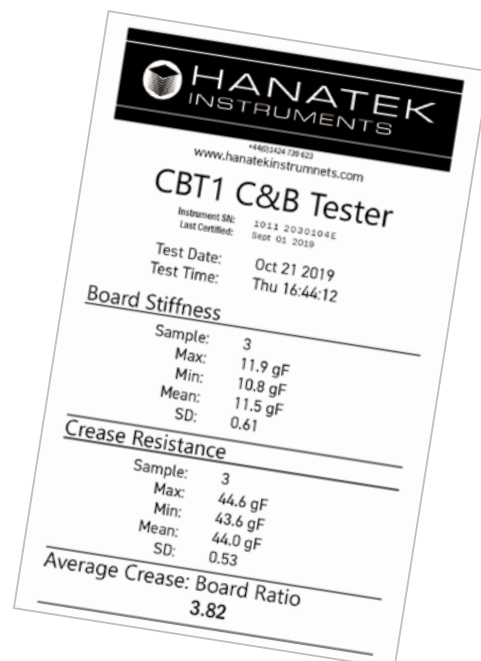 HANATEK
INSTRUMENTS
+44(0)1424 739 623
www.hanatekinstrumnets.com
CBT1 C&B Tester
Instrument SN: 1011 2030104E
Last Certified: Sept 01 2019
Test Date: Oct 21 2019
Test Time: Thu 16:44:12
Board Stiffness
Sample: 3
Max: 11.9 gF
Min: 10.8 gF
Mean: 11.5 gF
SD: 0.61
Crease Resistance
Sample: 3
Max: 44.6 gF
Min: 43.6 gF
Mean: 44.0 gF
SD: 0.53
Average Crease: Board Ratio
3.82